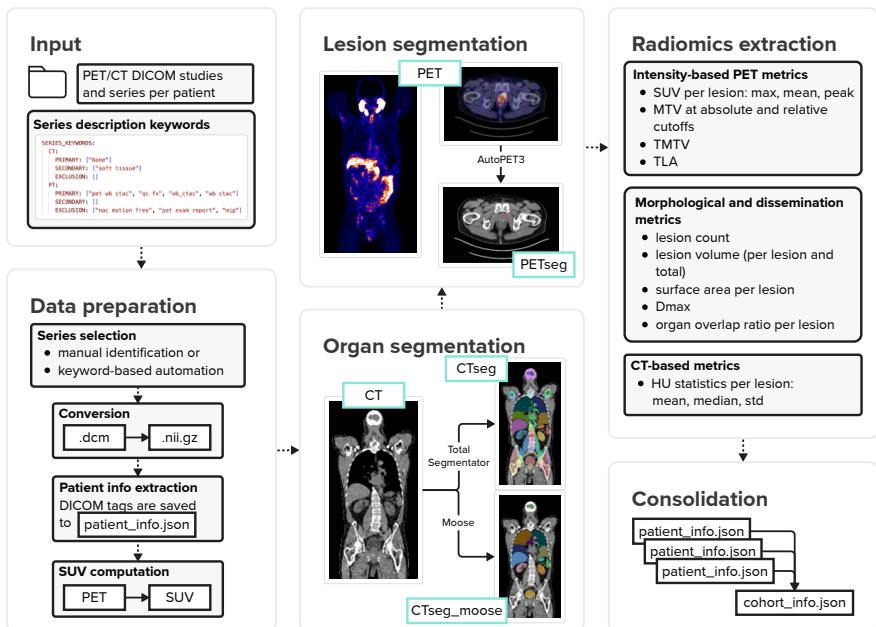 Input
PET/CT DICOM studies
and series per patient
Series description keywords
SERIES_KEYWORDS:
CT:
PRIMARY: ["bone"]
SECONDARY: ["soft tissue"]
EXCLUSION: []
PT:
PRIMARY: ["pet wb ctac", "qc fx", "wb_ctac", "wb ctac"]
SECONDARY: []
EXCLUSION: ["nac motion free", "pet exam report", "mip"]
Data preparation
Series selection
• manual identification or
• keyword-based automation
Conversion
.dcm
.nii.gz
Patient info extraction
DICOM tags are saved
to patient_info.json
SUV computation
PET
SUV
Lesion segmentation
PET
AutoPET3
PETseg
Organ segmentation
CT
CTseg
Total
Segmentator
Moose
CTseg_moose
Radiomics extraction
Intensity-based PET metrics
• SUV per lesion: max, mean, peak
• MTV at absolute and relative
cutoffs
• TMTV
• TLA
Morphological and dissemination
metrics
• lesion count
• lesion volume (per lesion and
total)
• surface area per lesion
• Dmax
• organ overlap ratio per lesion
CT-based metrics
• HU statistics per lesion:
mean, median, std
Consolidation
patient_info.json
patient_info.json
patient_info.json
cohort_info.json